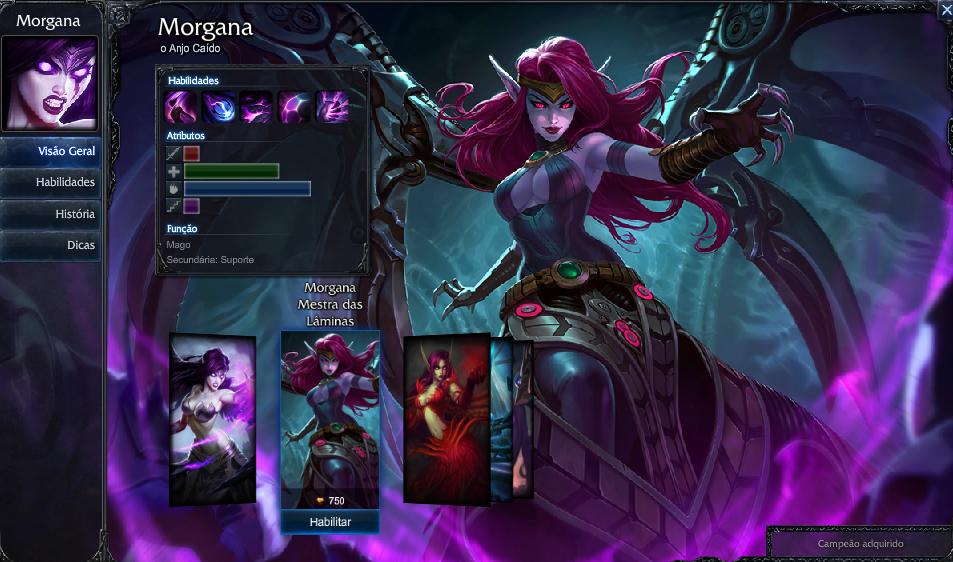 Morgana
Visão Geral
Habilidades
História
Dicas
Morgana
o Anjo Caído
Habilidades
Atributos
Função
Mago
Secundária: Suporte
Morgana
Mestra das
Lâminas
750
Habilitar
Campeão adquirido